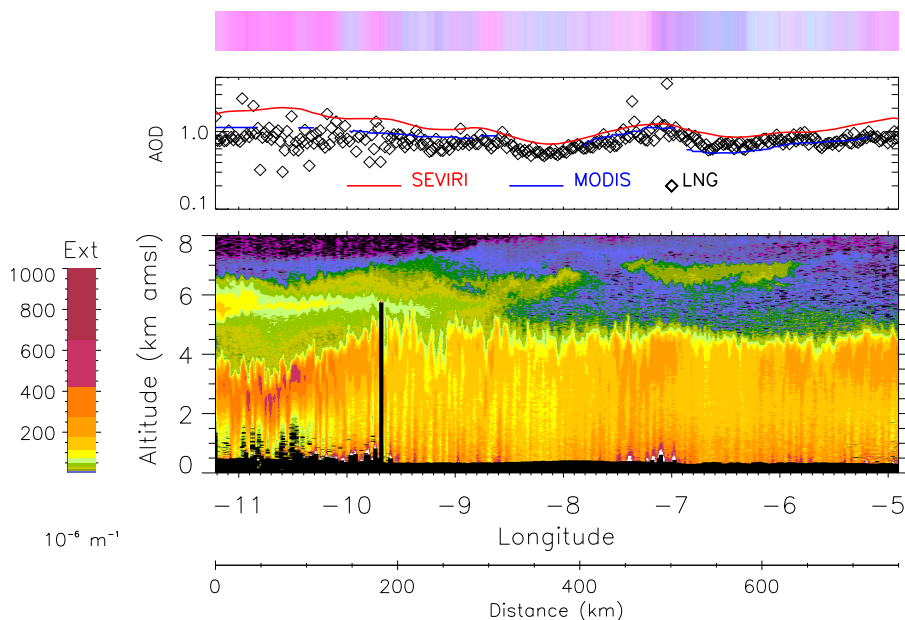 1.0
AOD
0.1
SEVIRI
MODIS
LNG
Ext
1000
800
600
400
200
10⁻⁶ m⁻¹
Altitude (km amsl)
8
6
4
2
0
−11 −10 −9 −8 −7 −6 −5
Longitude
0 200 400 600
Distance (km)